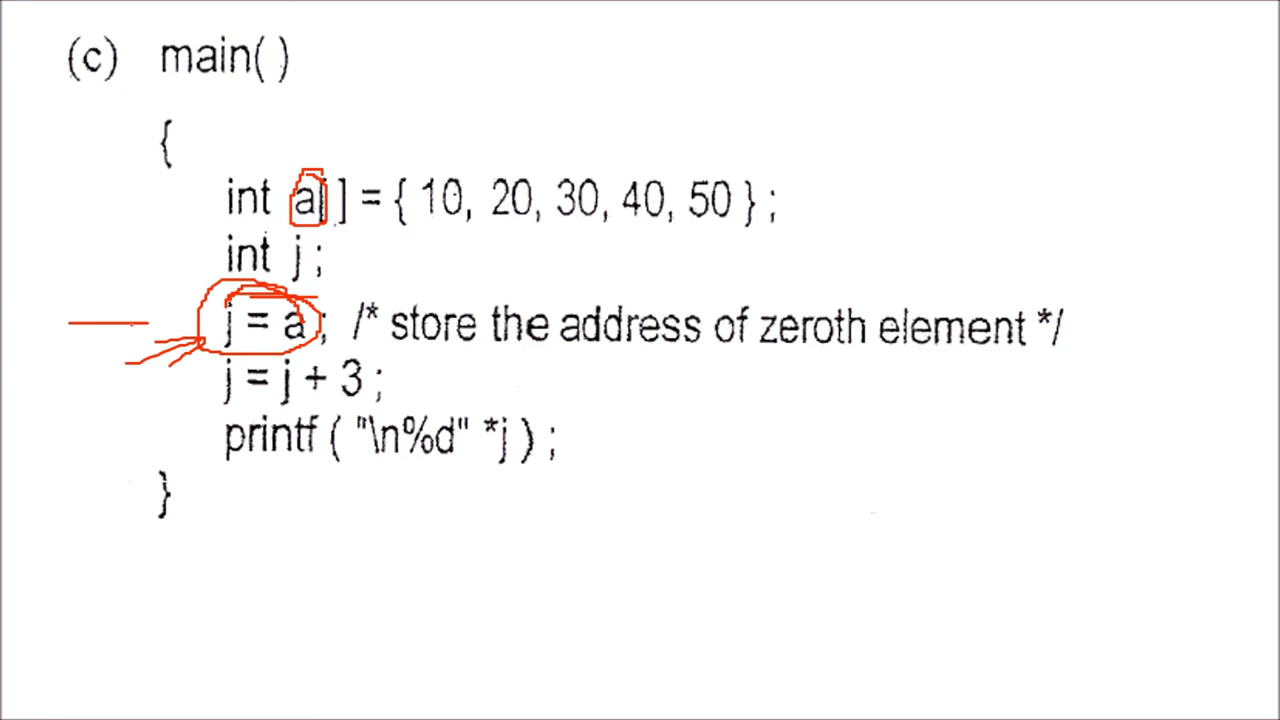 (c) main( )
{
int a[ ] = { 10, 20, 30, 40, 50 } ;
int j ;
j = a ; /* store the address of zeroth element */
j = j + 3 ;
printf ( "\n%d" *j ) ;
}